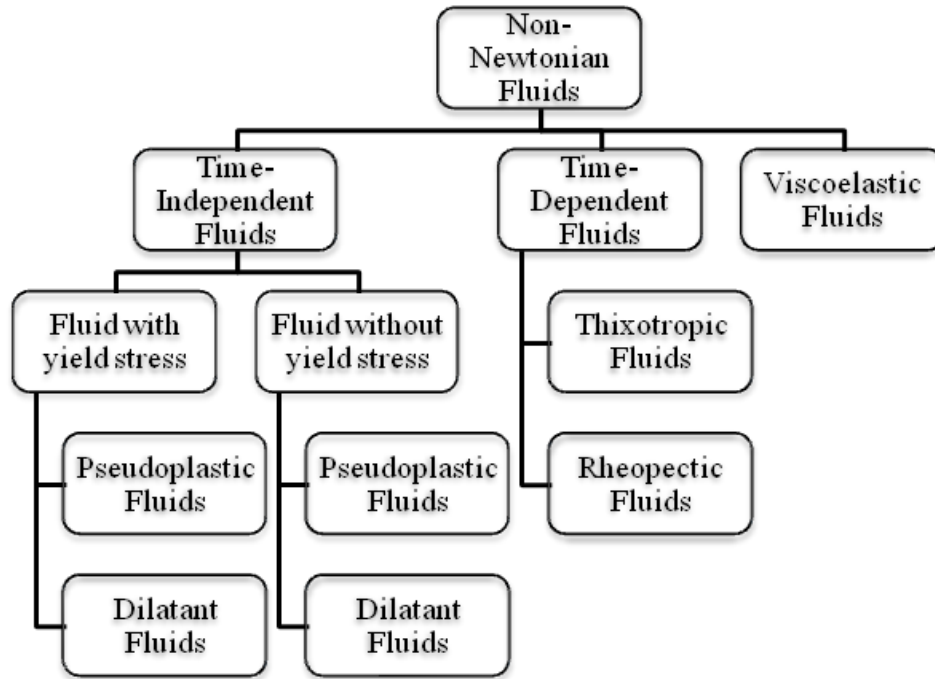 Non-
Newtonian
Fluids
Time-
Independent
Fluids
Time-
Dependent
Fluids
Viscoelastic
Fluids
Fluid with
yield stress
Fluid without
yield stress
Thixotropic
Fluids
Pseudoplastic
Fluids
Pseudoplastic
Fluids
Rheopectic
Fluids
Dilatant
Fluids
Dilatant
Fluids